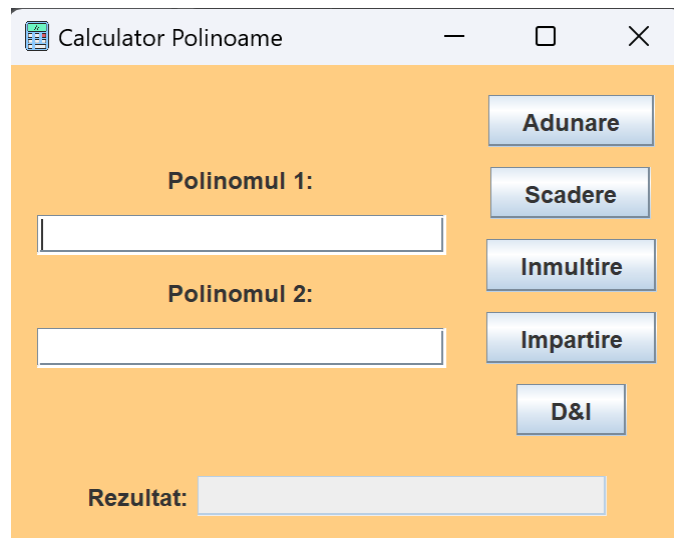 Calculator Polinoame
Adunare
Polinomul 1:
Scadere
Inmultire
Polinomul 2:
Impartire
D&I
Rezultat: